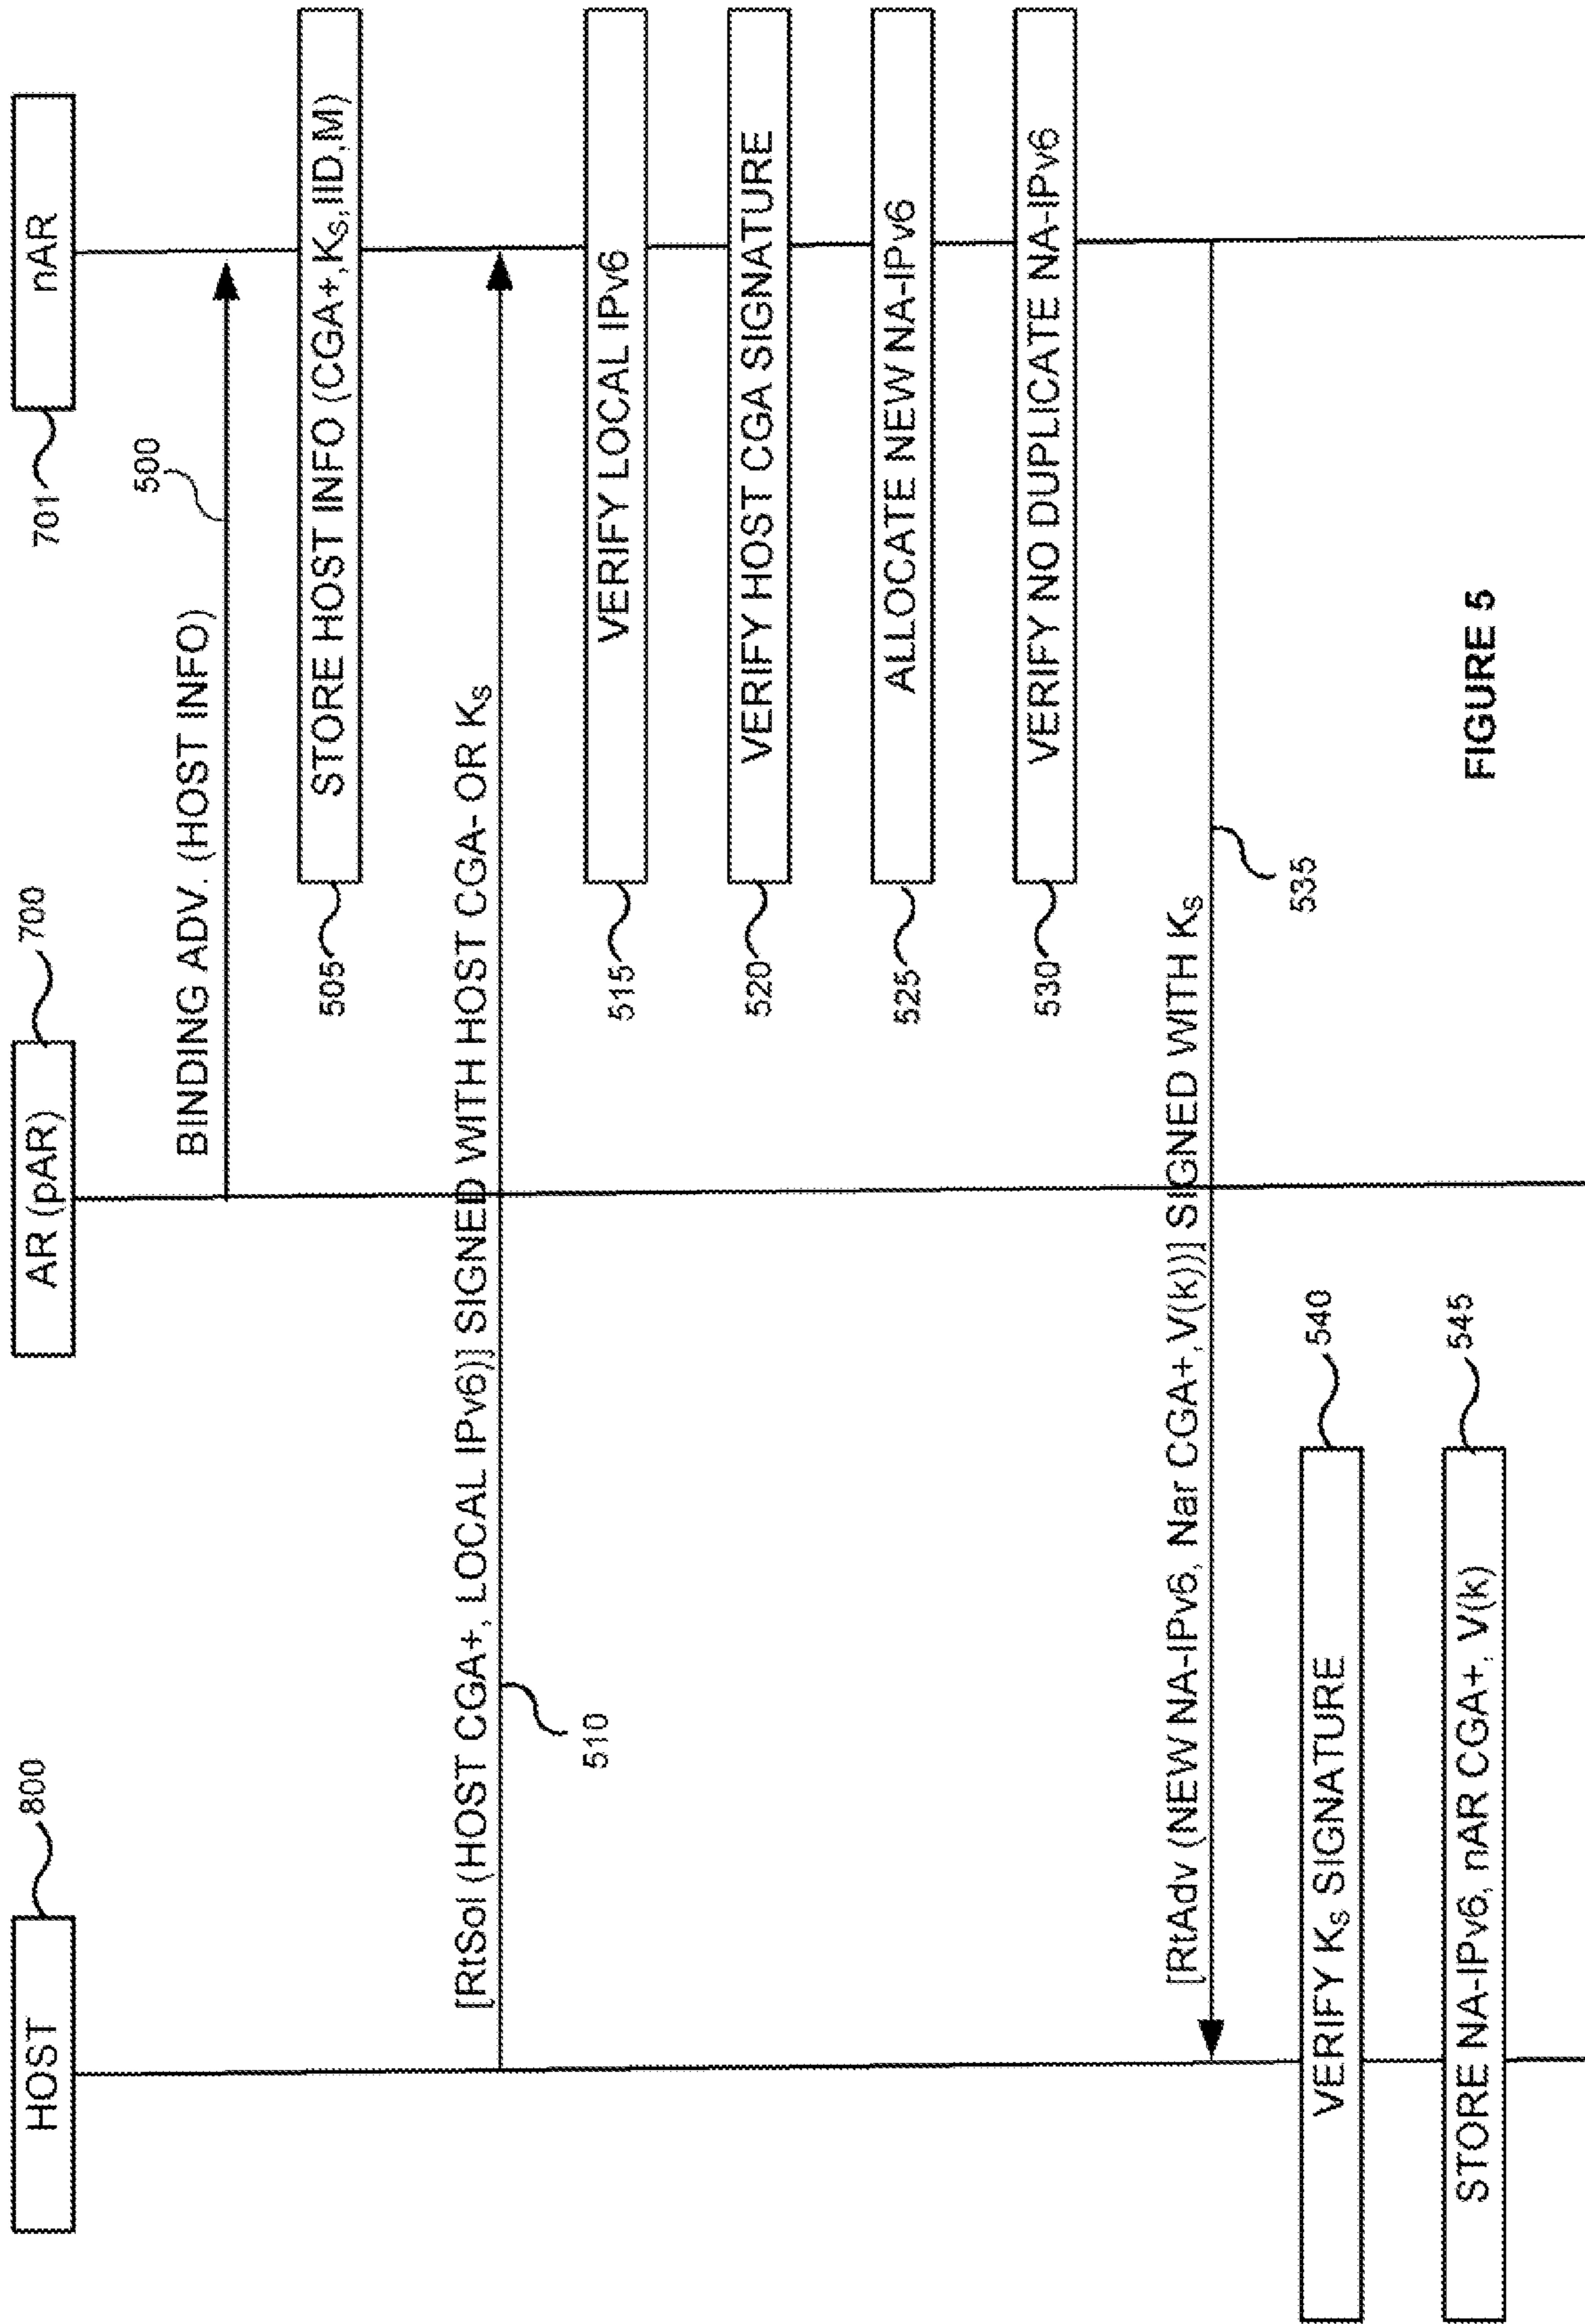 HOST
800
AR (pAR)
700
nAR
701
BINDING ADV. (HOST INFO)
500
STORE HOST INFO (CGA+,Ks,IID,M)
505
[RtSol (HOST CGA+, LOCAL IPv6)] SIGNED WITH HOST CGA- OR Ks
510
VERIFY LOCAL IPv6
515
VERIFY HOST CGA SIGNATURE
520
ALLOCATE NEW NA-IPv6
525
VERIFY NO DUPLICATE NA-IPv6
530
[RtAdv (NEW NA-IPv6, Nar CGA+,V(k))] SIGNED WITH Ks
535
VERIFY Ks SIGNATURE
540
STORE NA-IPv6, nAR CGA+, V(k)
545
FIGURE 5